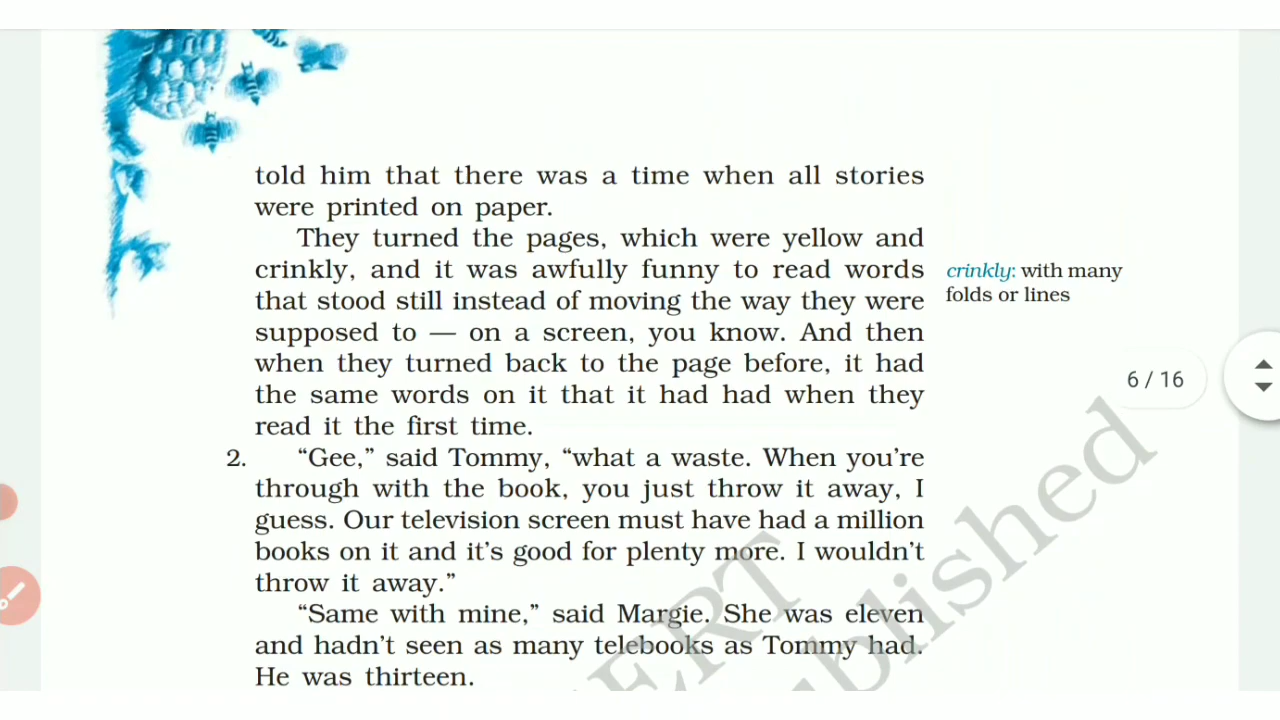 told him that there was a time when all stories
were printed on paper.
They turned the pages, which were yellow and
crinkly, and it was awfully funny to read words
that stood still instead of moving the way they were
supposed to — on a screen, you know. And then
when they turned back to the page before, it had
the same words on it that it had had when they
read it the first time.
2. “Gee,” said Tommy, “what a waste. When you’re
through with the book, you just throw it away, I
guess. Our television screen must have had a million
books on it and it’s good for plenty more. I wouldn’t
throw it away.”
“Same with mine,” said Margie. She was eleven
and hadn’t seen as many telebooks as Tommy had.
He was thirteen.
crinkly: with many
folds or lines
6 / 16